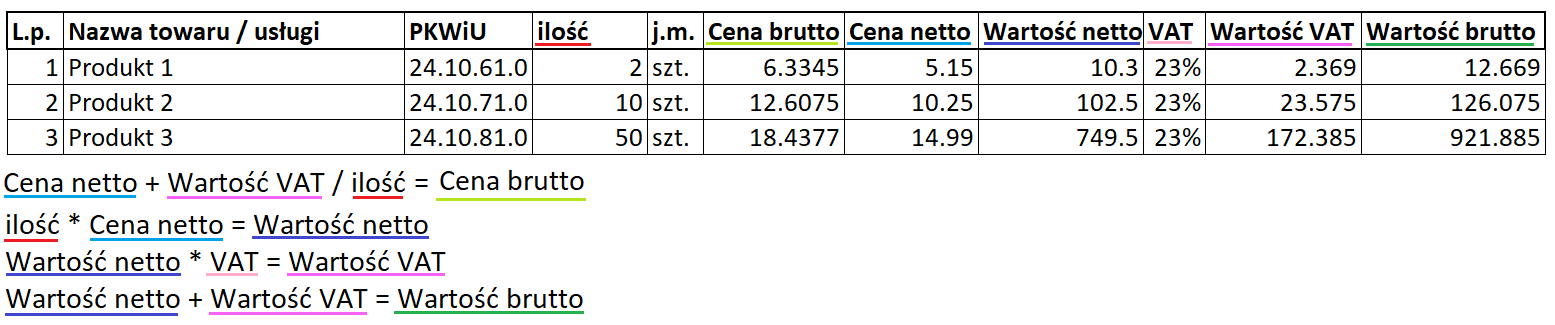 L.p. Nazwa towaru / usługi PKWiU ilość j.m. Cena brutto Cena netto Wartość netto VAT Wartość VAT Wartość brutto
1 Produkt 1 24.10.61.0 2 szt. 6.3345 5.15 10.3 23% 2.369 12.669
2 Produkt 2 24.10.71.0 10 szt. 12.6075 10.25 102.5 23% 23.575 126.075
3 Produkt 3 24.10.81.0 50 szt. 18.4377 14.99 749.5 23% 172.385 921.885
Cena netto + Wartość VAT / ilość = Cena brutto
ilość * Cena netto = Wartość netto
Wartość netto * VAT = Wartość VAT
Wartość netto + Wartość VAT = Wartość brutto